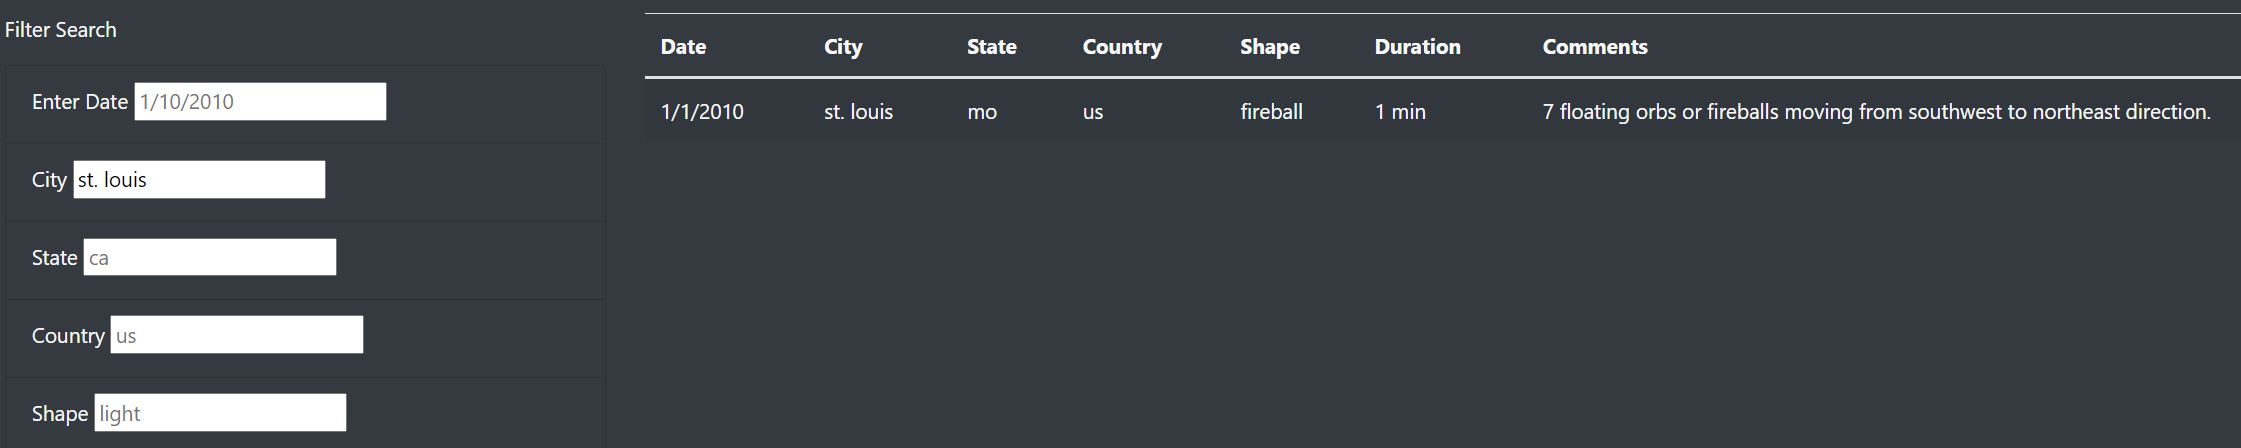 Filter Search
Enter Date 1/10/2010
City st. louis
State ca
Country us
Shape light
Date City State Country Shape Duration Comments
1/1/2010 st. louis mo us fireball 1 min 7 floating orbs or fireballs moving from southwest to northeast direction.